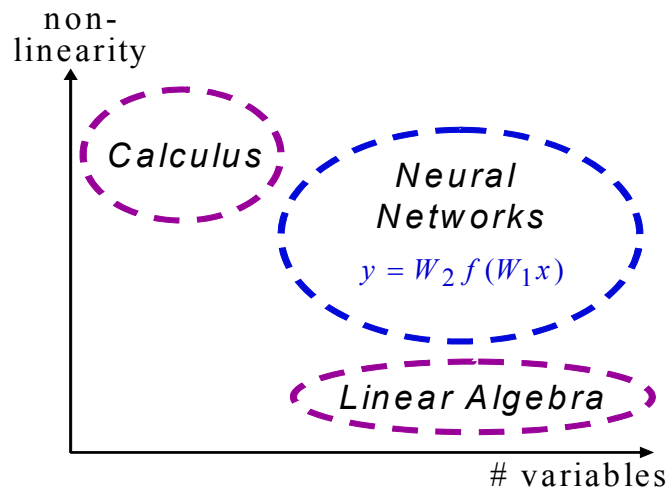 non-
linearity
Calculus
Neural
Networks
y = W₂ f (W₁x)
Linear Algebra
# variables